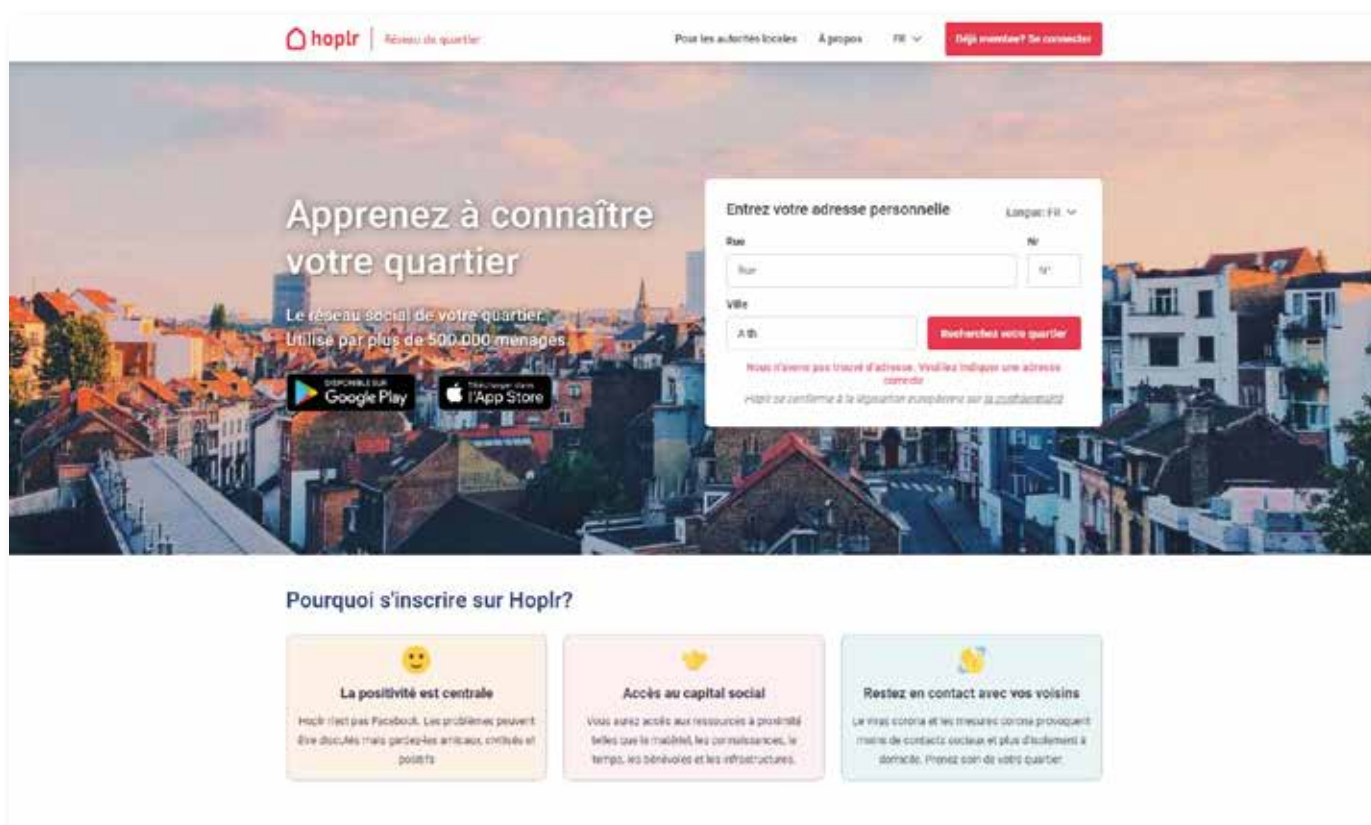 hoplr | Réseau de quartier
Pour les autorités locales À propos FR Déjà membre? Se connecter
Apprenez à connaître
votre quartier
Le réseau social de votre quartier.
Utilisé par plus de 500.000 ménages.
DISPONIBLE SUR
Google Play
Télécharger dans
l'App Store
Entrez votre adresse personnelle
Langue: FR
Rue Nr
Rue N°
Ville
Ath Recherchez votre quartier
Nous n'avons pas trouvé d'adresse. Veuillez indiquer une adresse
correcte
Hoplr se conforme à la législation européenne sur la confidentialité
Pourquoi s'inscrire sur Hoplr?
La positivité est centrale
Hoplr n'est pas Facebook. Les problèmes peuvent
être discutés mais gardez-les amicaux, civilisés et
positifs
Accès au capital social
Vous aurez accès aux ressources à proximité
telles que le matériel, les connaissances, le
temps, les bénévoles et les infrastructures.
Restez en contact avec vos voisins
Le virus corona et les mesures corona provoquent
moins de contacts sociaux et plus d'isolement à
domicile. Prenez soin de votre quartier.